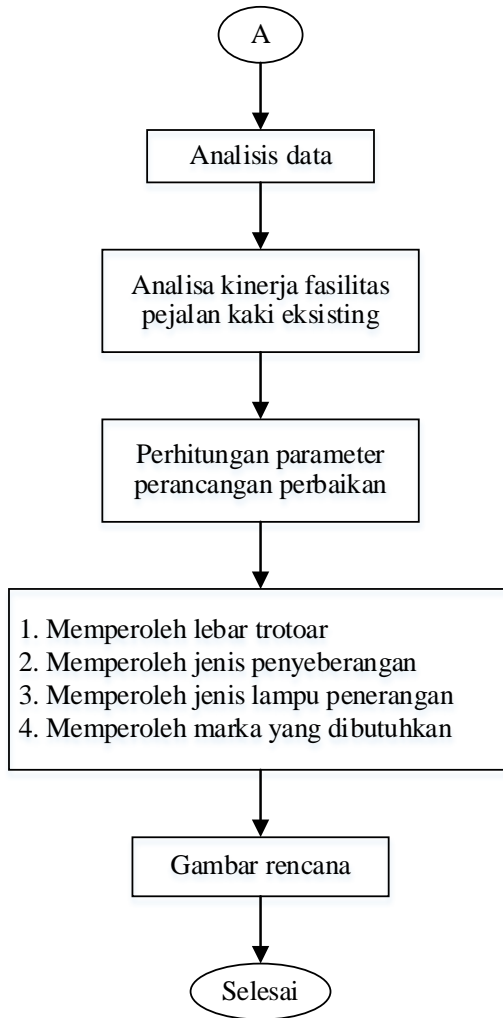 A
Analisis data
Analisa kinerja fasilitas
pejalan kaki eksisting
Perhitungan parameter
perancangan perbaikan
1. Memperoleh lebar trotoar
2. Memperoleh jenis penyeberangan
3. Memperoleh jenis lampu penerangan
4. Memperoleh marka yang dibutuhkan
Gambar rencana
Selesai